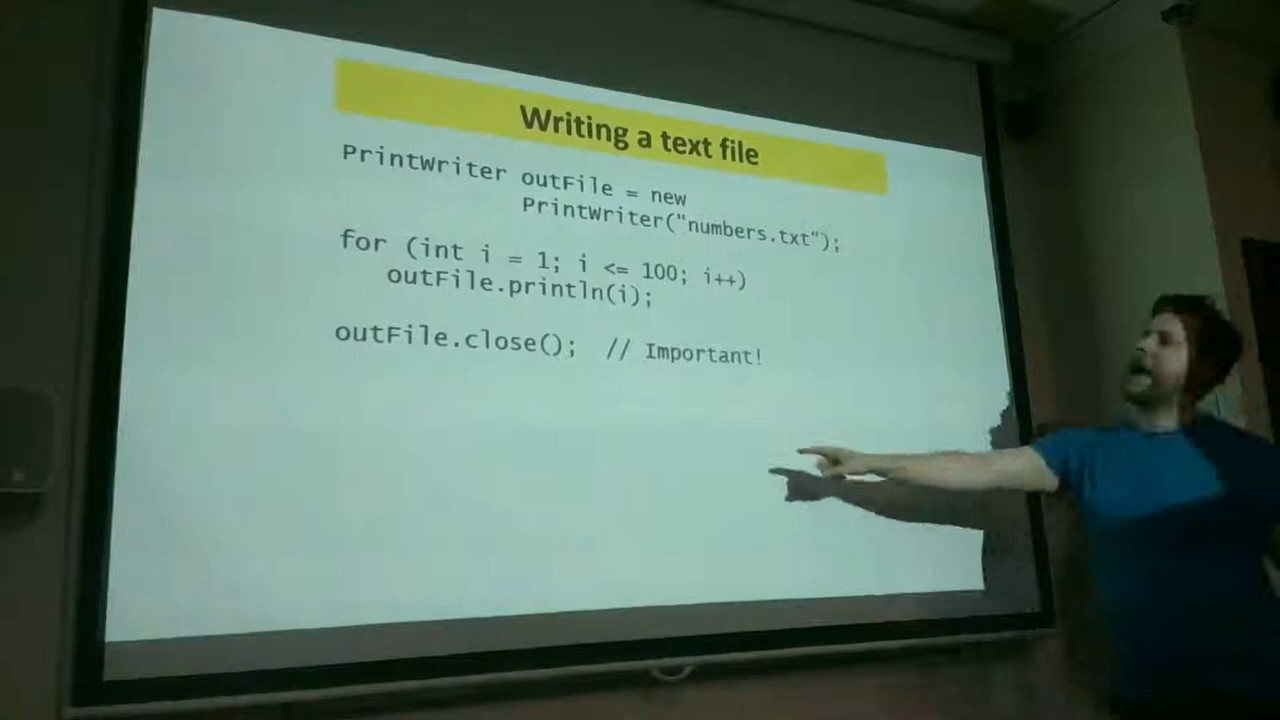 Writing a text file
PrintWriter outFile = new
PrintWriter("numbers.txt");
for (int i = 1; i <= 100; i++)
outFile.println(i);
outFile.close(); // Important!